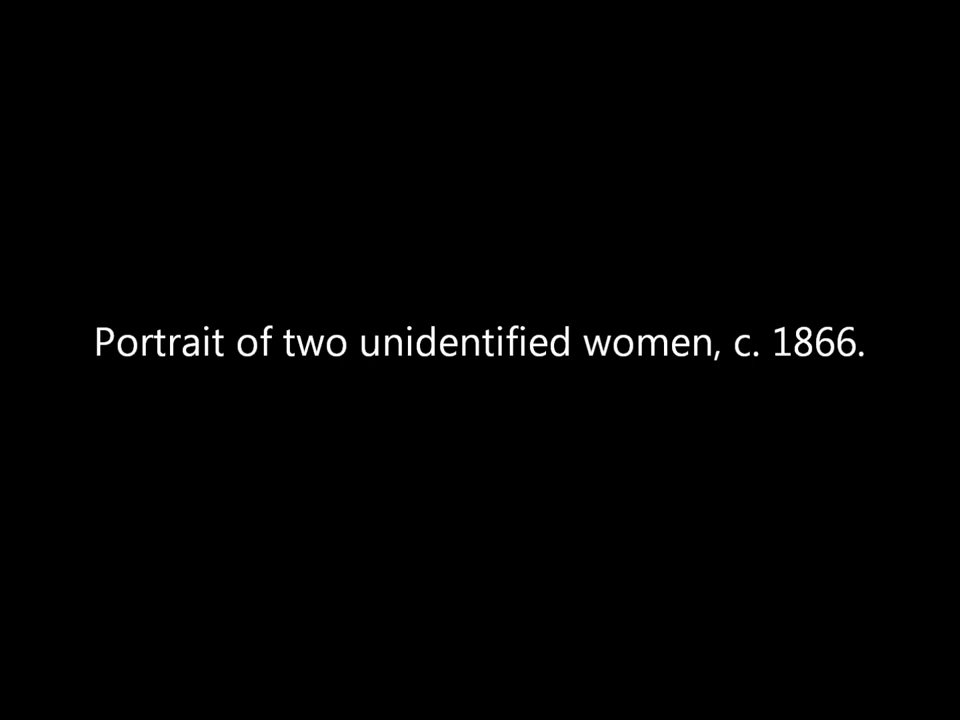 Portrait of two unidentified women, c. 1866.